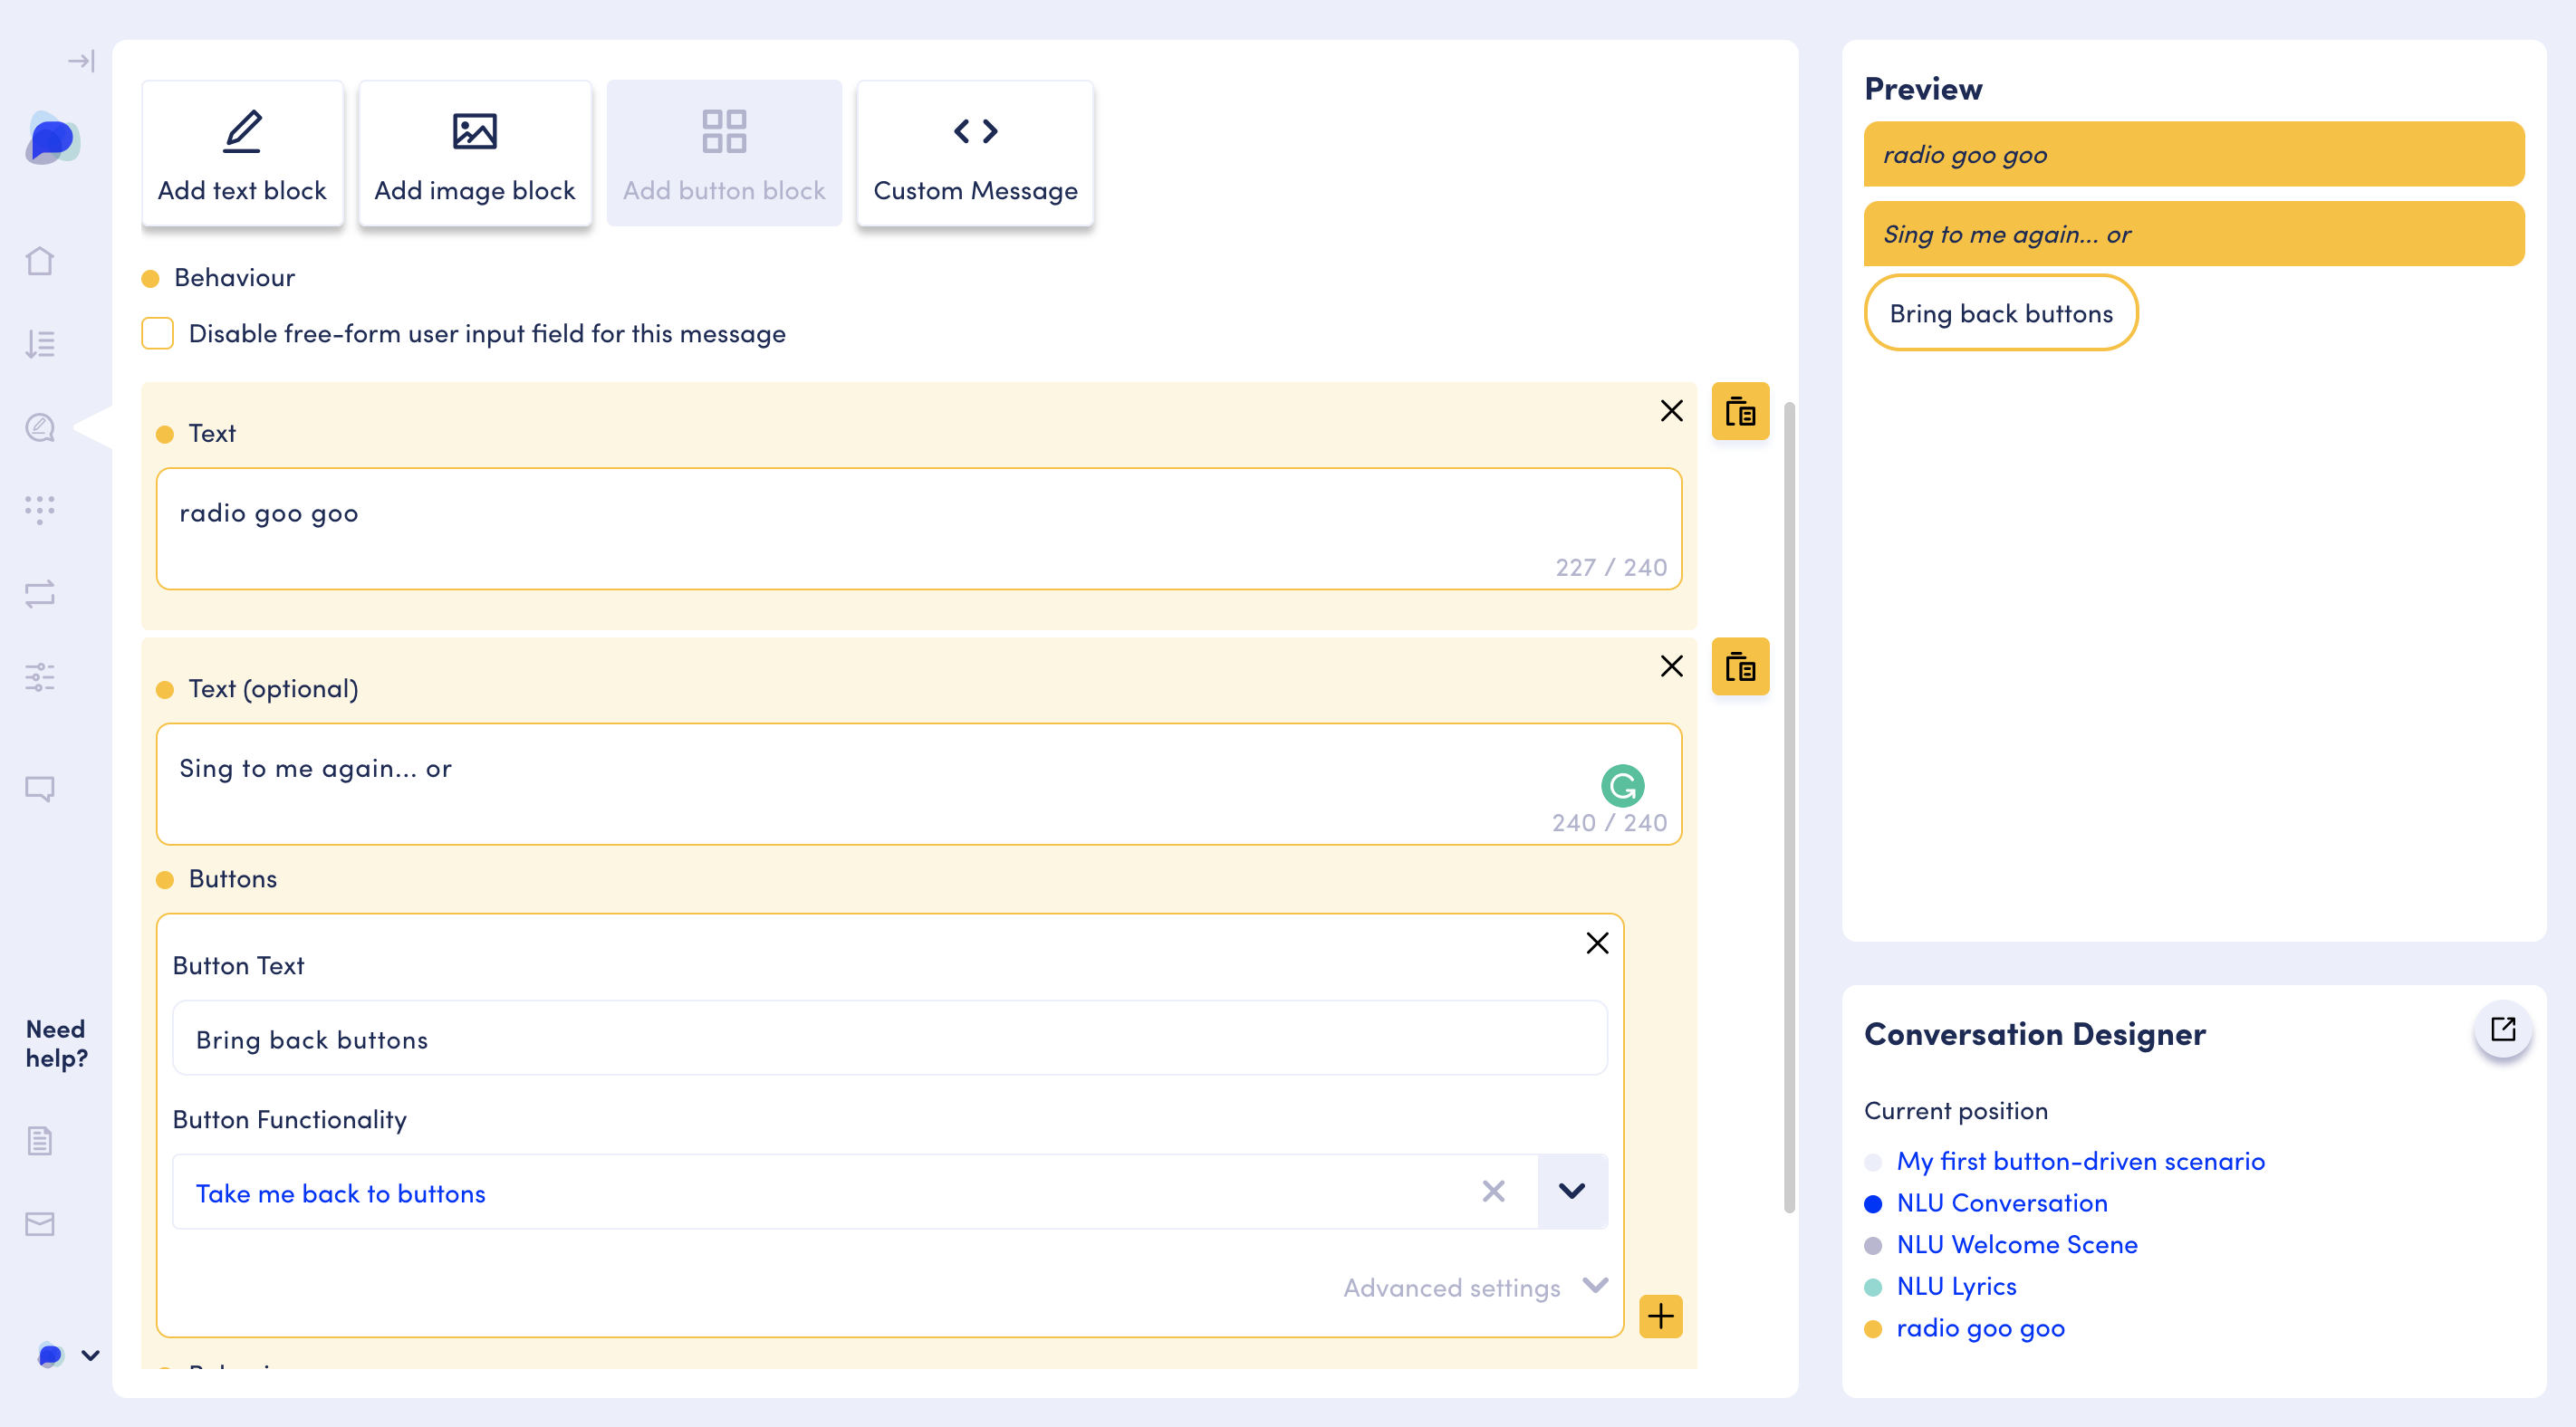 Add text block
Add image block
Add button block
Custom Message
Behaviour
Disable free-form user input field for this message
Text
radio goo goo
227 / 240
Text (optional)
Sing to me again... or
240 / 240
Buttons
Button Text
Bring back buttons
Button Functionality
Take me back to buttons
Advanced settings
Need
help?
Preview
radio goo goo
Sing to me again... or
Bring back buttons
Conversation Designer
Current position
My first button-driven scenario
NLU Conversation
NLU Welcome Scene
NLU Lyrics
radio goo goo